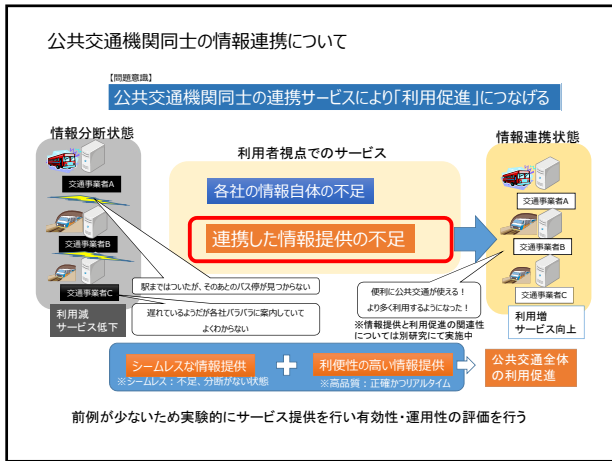 公共交通機関同士の情報連携について
【問題意識】
公共交通機関同士の連携サービスにより「利用促進」につなげる
情報分断状態
交通事業者A
交通事業者B
交通事業者C
利用減
サービス低下
利用者視点でのサービス
各社の情報自体の不足
連携した情報提供の不足
駅まではついたが、そのあとのバス停が見つからない
遅れているようだが各社バラバラに案内していて
よくわからない
情報連携状態
交通事業者A
交通事業者B
交通事業者C
利用増
サービス向上
便利に公共交通が使える!
より多く利用するようになった!
※情報提供と利用促進の関連性
については別研究にて実施中
シームレスな情報提供
※シームレス:不足、分断がない状態
利便性の高い情報提供
※高品質:正確かつリアルタイム
公共交通全体
の利用促進
前例が少ないため実験的にサービス提供を行い有効性・運用性の評価を行う